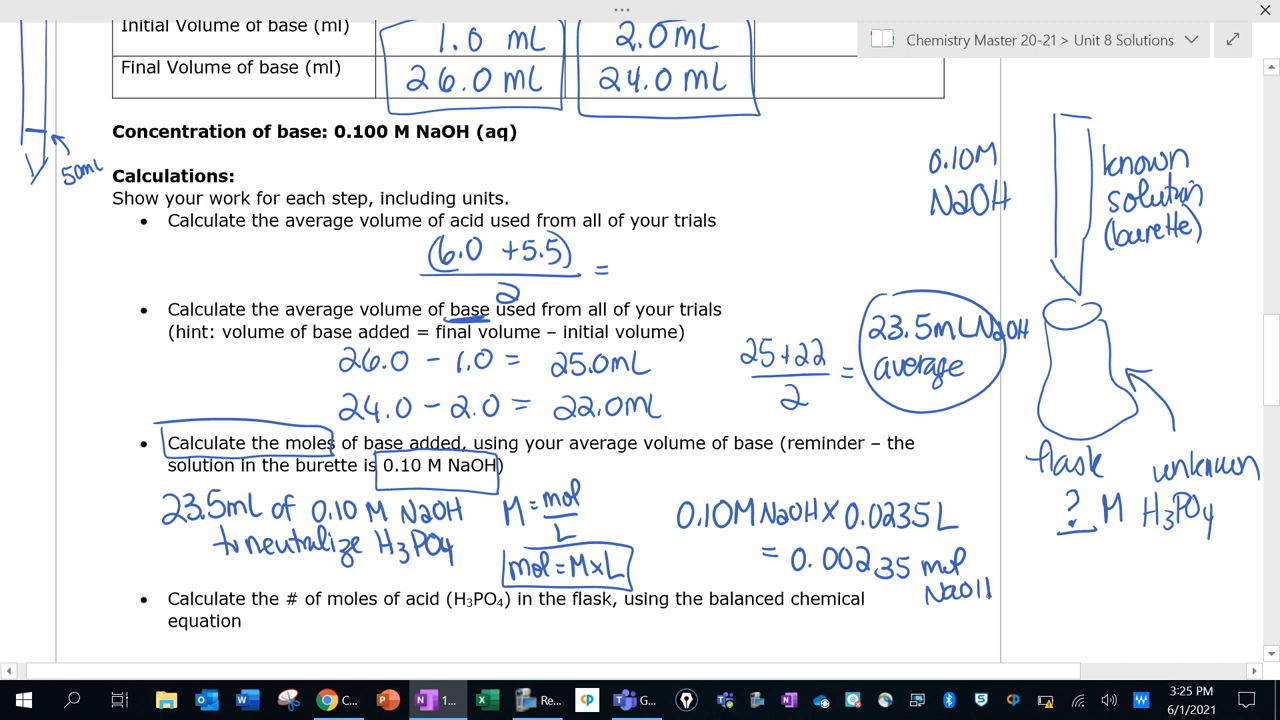 Initial Volume of base (ml)
1.0 mL
2.0mL
Final Volume of base (ml)
26.0 mL
24.0 mL
Chemistry Master 20-21 > Unit 8 Solutions
50mL
Concentration of base: 0.100 M NaOH (aq)
0.10M
NaOH
known
solution
(burette)
Calculations:
Show your work for each step, including units.
• Calculate the average volume of acid used from all of your trials
(6.0 +5.5)
2
=
• Calculate the average volume of base used from all of your trials
(hint: volume of base added = final volume – initial volume)
26.0 - 1.0 = 25.0mL
24.0 - 2.0 = 22.0mL
25+22
2
=
23.5mL NaOH
average
• Calculate the moles of base added, using your average volume of base (reminder – the
solution in the burette is 0.10 M NaOH)
23.5mL of 0.10 M NaOH
to neutralize H3PO4
M = mol
L
mol = M x L
0.10M NaOH x 0.0235 L
= 0.00235 mol
NaOH
flask
unknown
? M H3PO4
• Calculate the # of moles of acid (H3PO4) in the flask, using the balanced chemical
equation
C...
1...
Re...
G...
3:25 PM
6/1/2021